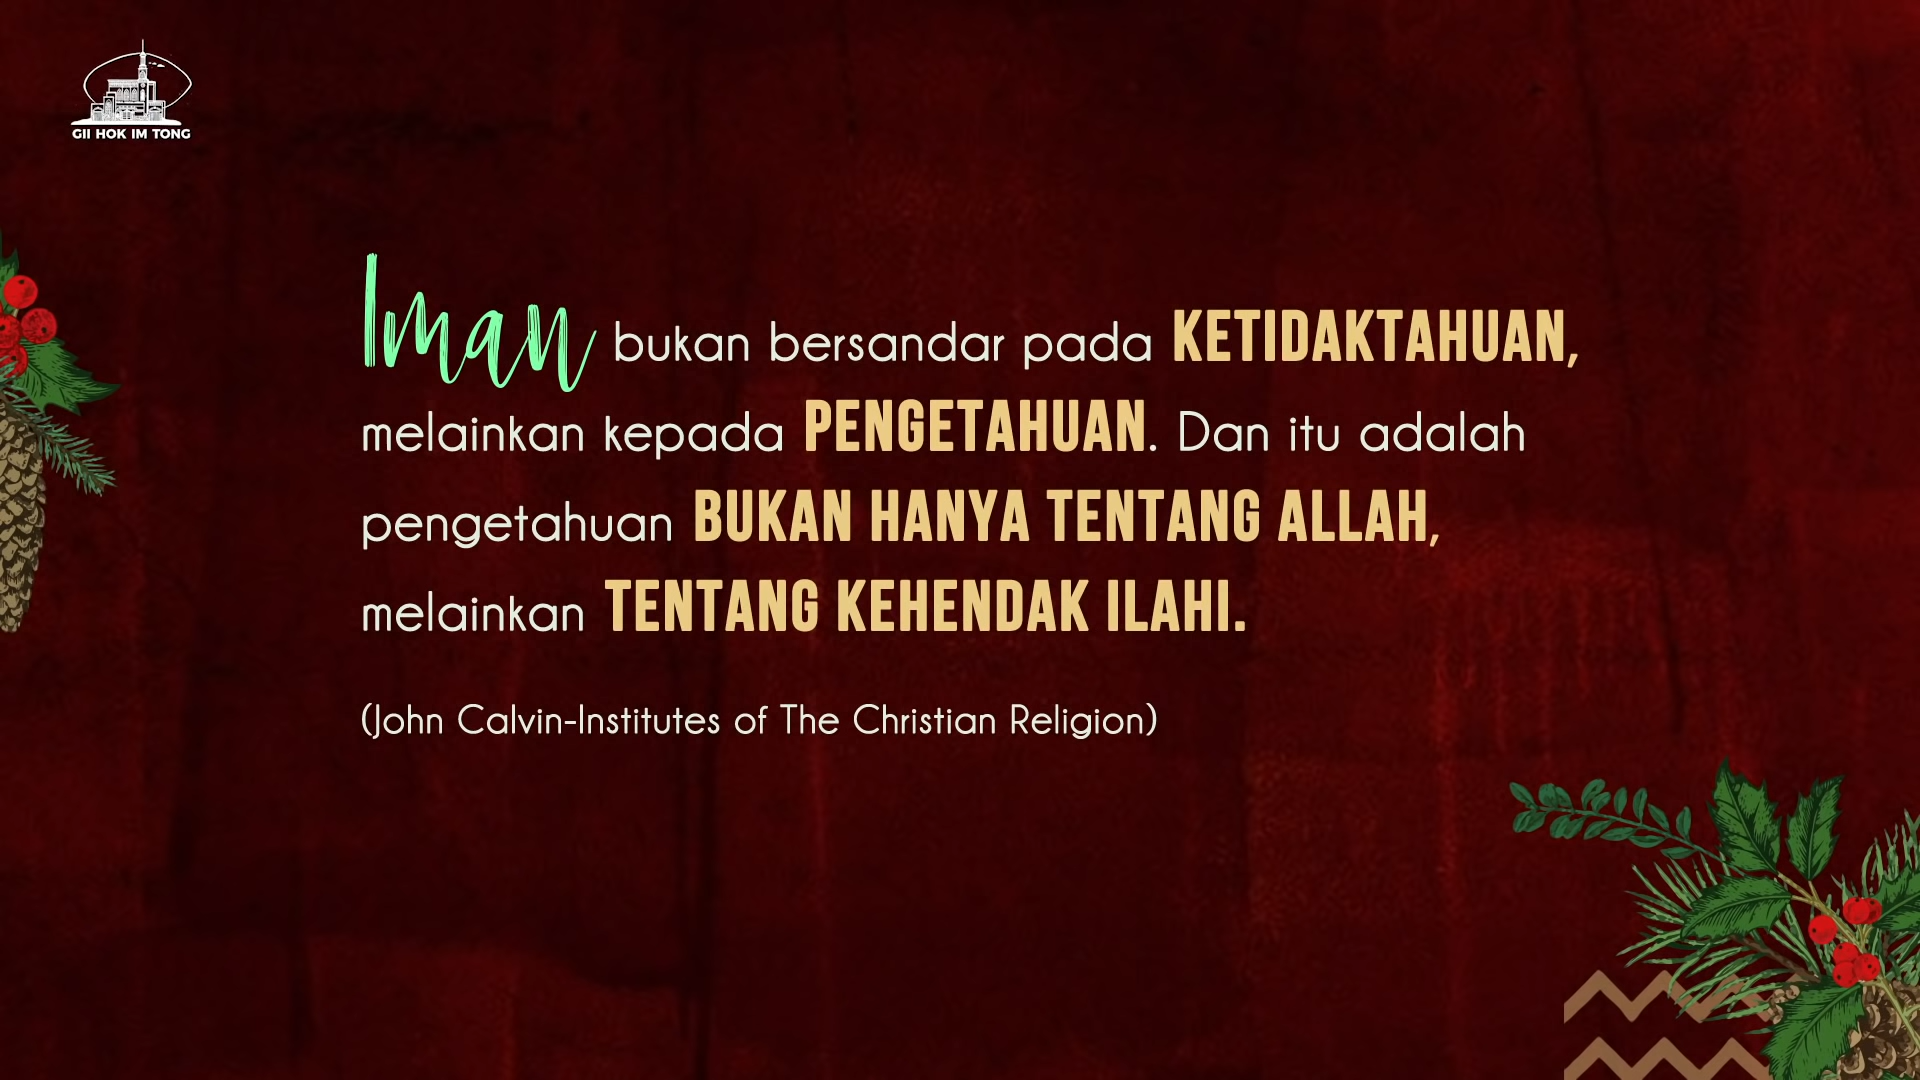 GII HOK IM TONG
Iman bukan bersandar pada KETIDAKTAHUAN,
melainkan kepada PENGETAHUAN. Dan itu adalah
pengetahuan BUKAN HANYA TENTANG ALLAH,
melainkan TENTANG KEHENDAK ILAHI.
(John Calvin-Institutes of The Christian Religion)